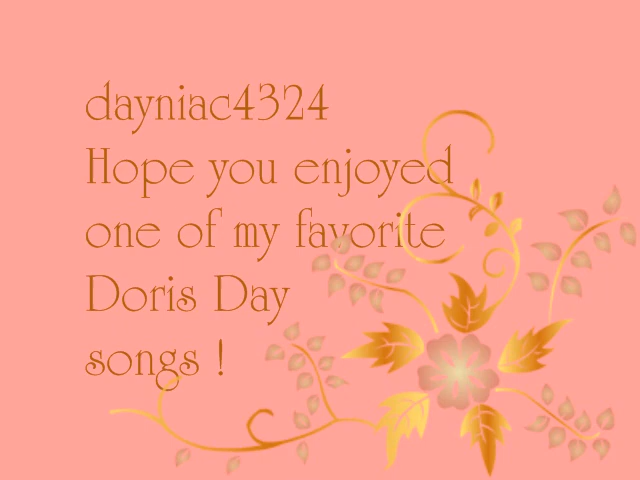 dayniac4324
Hope you enjoyed
one of my favorite
Doris Day
songs !